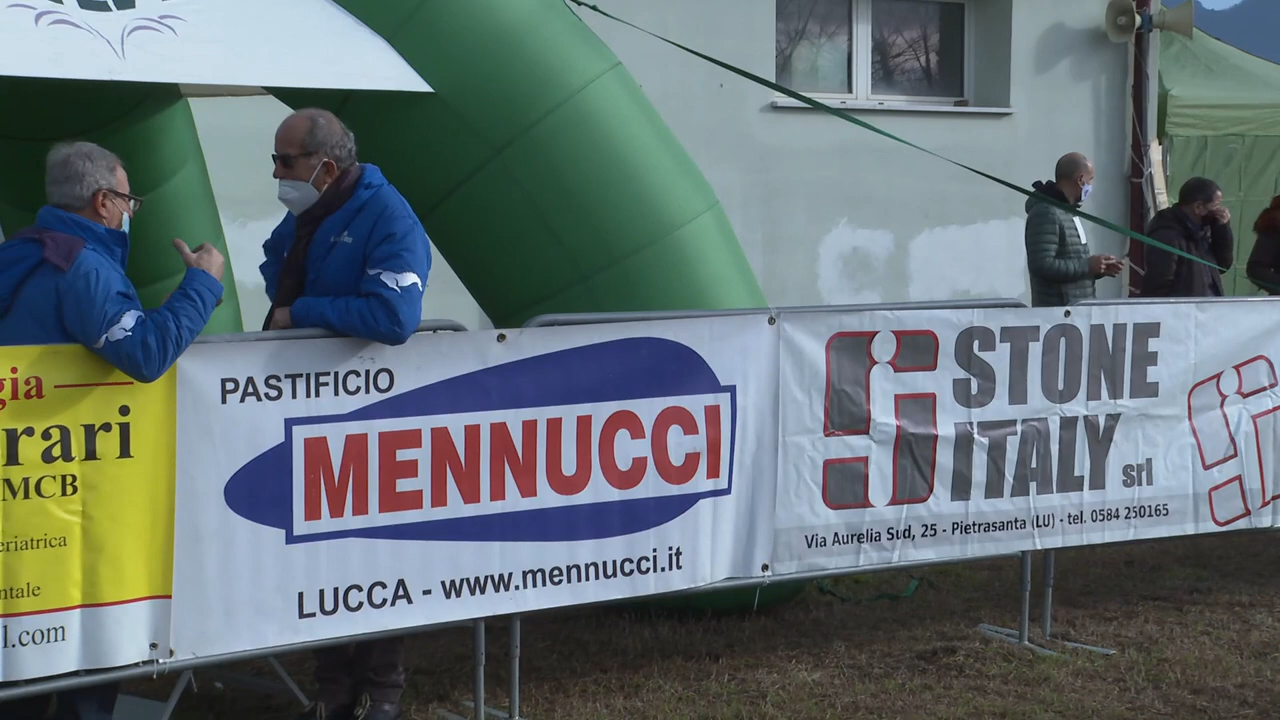 gia
rari
MCB
eriatrica
ntale
l.com
PASTIFICIO
MENNUCCI
LUCCA - www.mennucci.it
STONE
ITALY srl
Via Aurelia Sud, 25 - Pietrasanta (LU) - tel. 0584 250165